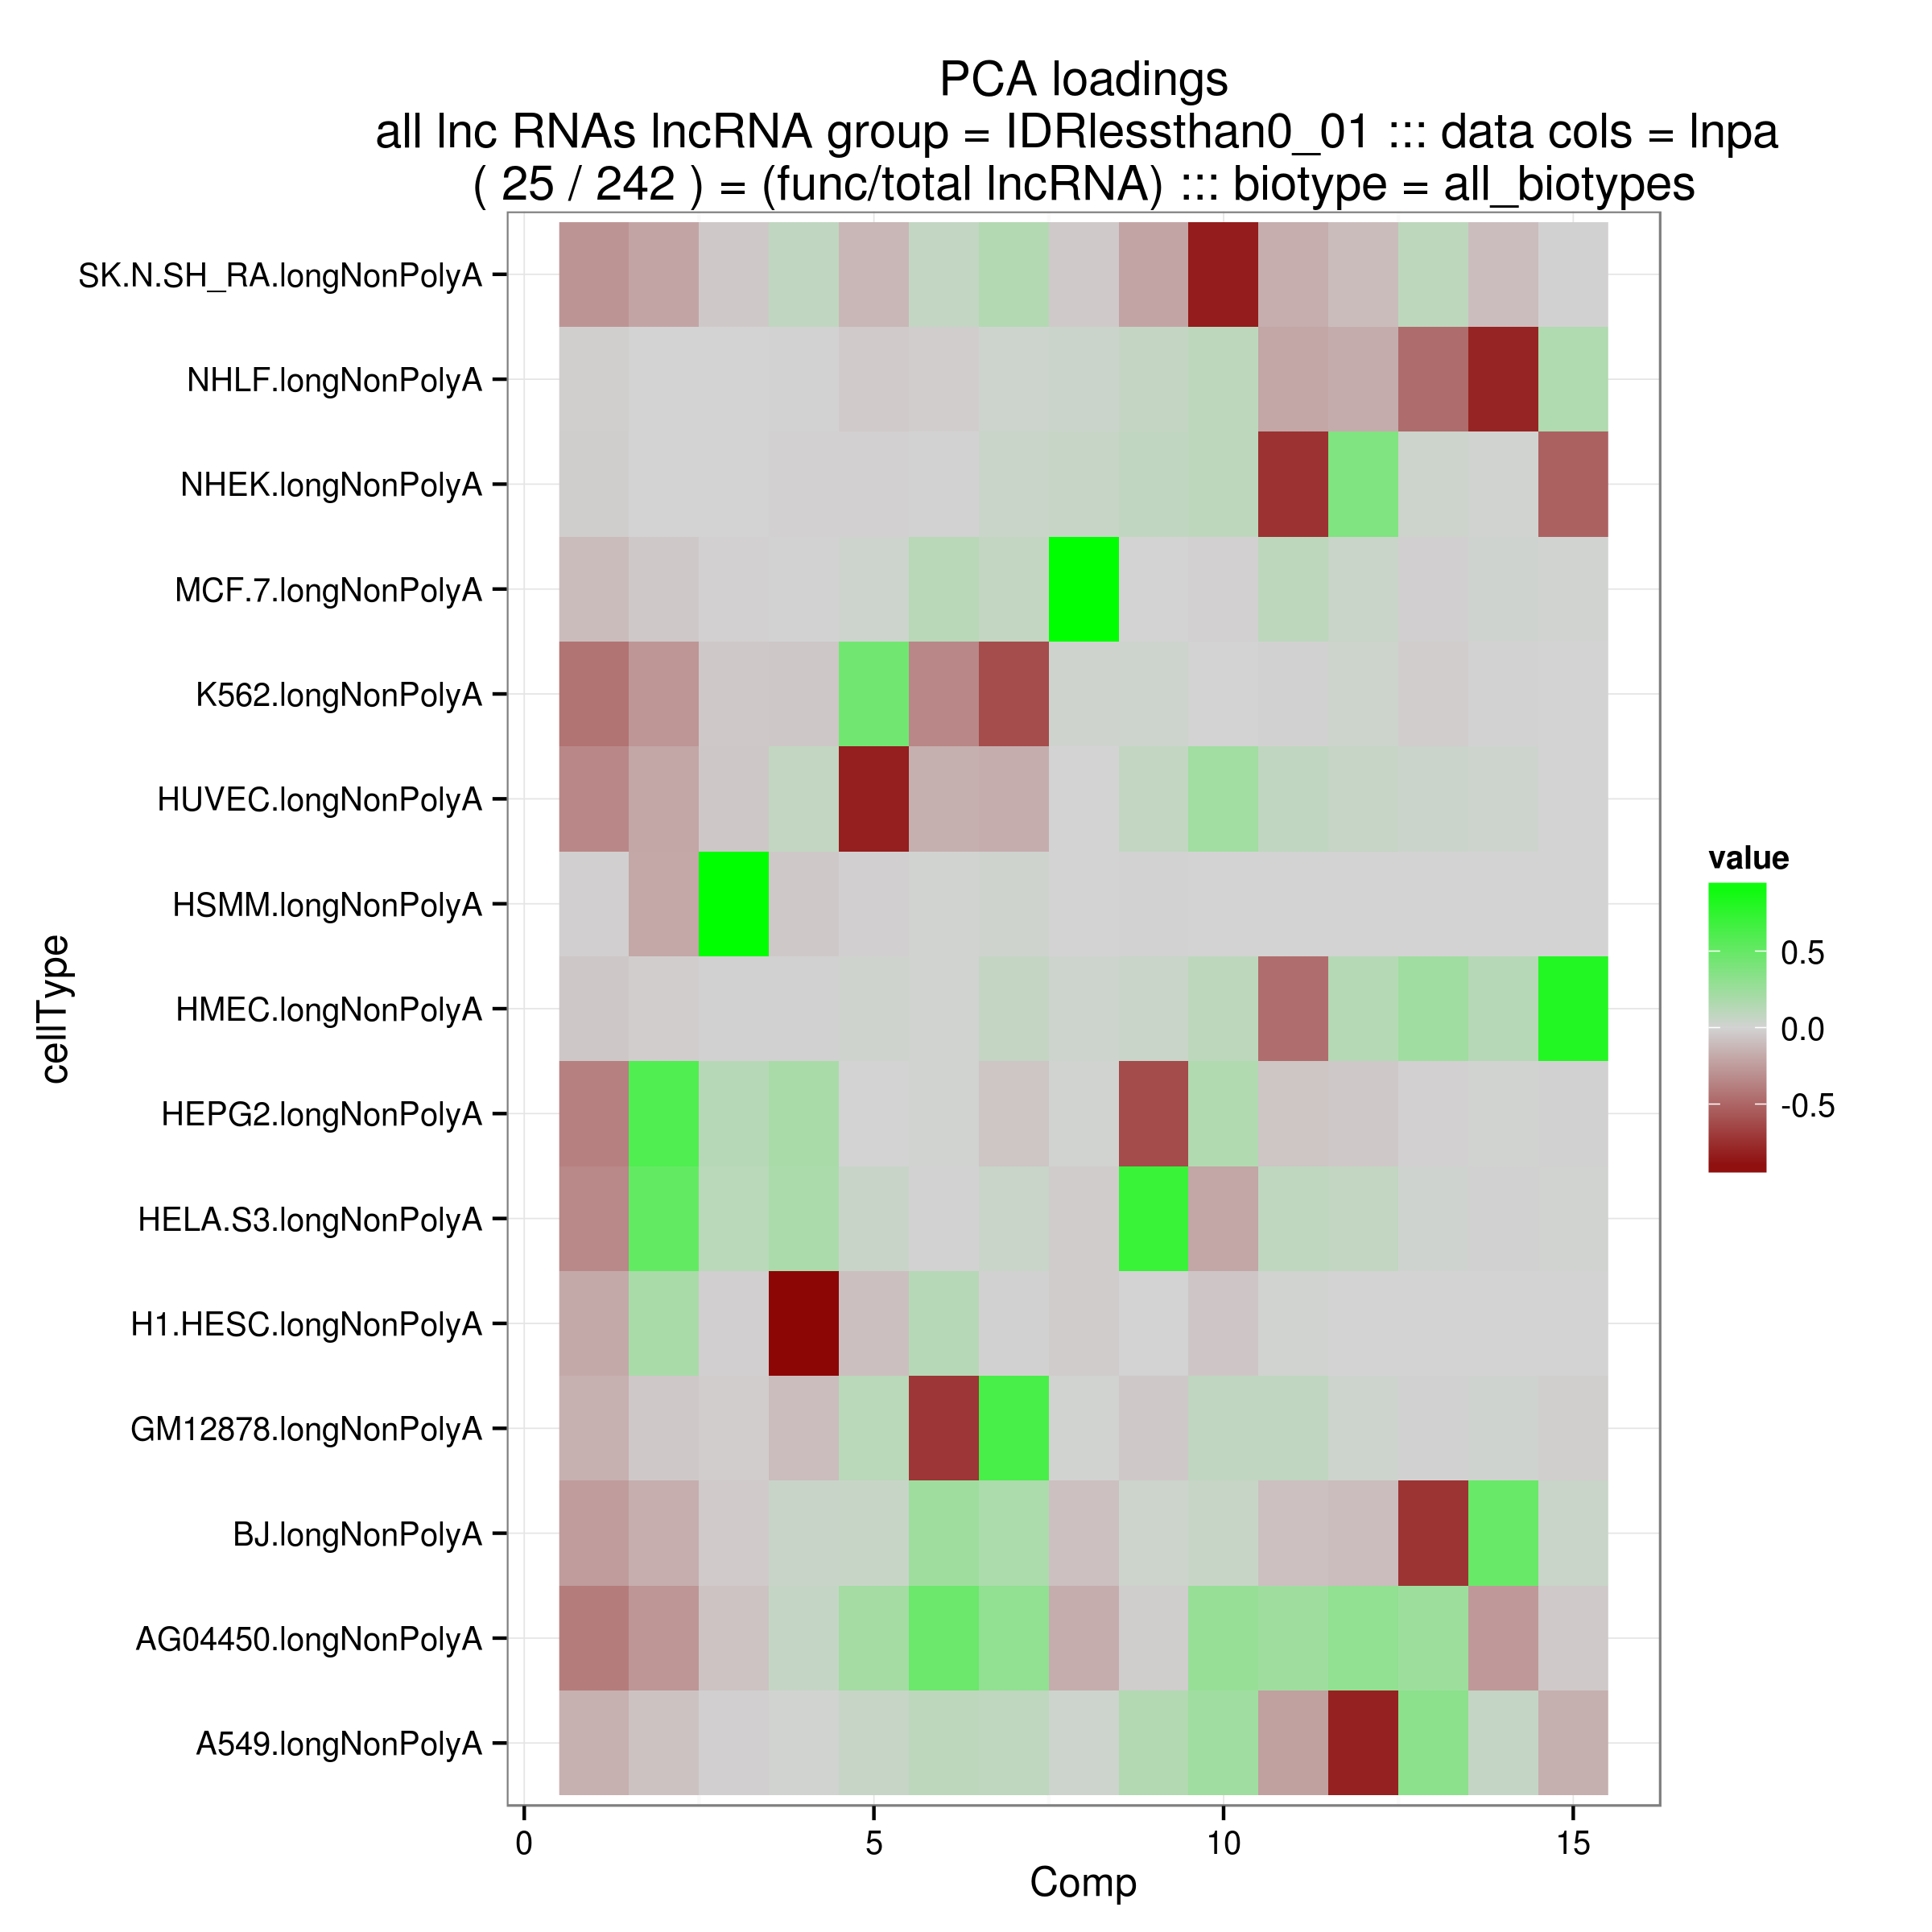 PCA loadings
all lnc RNAs lncRNA group = IDRlessthan0_01 ::: data cols = lnpa
( 25 / 242 ) = (func/total lncRNA) ::: biotype = all_biotypes
SK.N.SH_RA.longNonPolyA
NHLF.longNonPolyA
NHEK.longNonPolyA
MCF.7.longNonPolyA
K562.longNonPolyA
HUVEC.longNonPolyA
HSMM.longNonPolyA
HMEC.longNonPolyA
HEPG2.longNonPolyA
HELA.S3.longNonPolyA
H1.HESC.longNonPolyA
GM12878.longNonPolyA
BJ.longNonPolyA
AG04450.longNonPolyA
A549.longNonPolyA
cellType
0 5 10 15
Comp
value
0.5
0.0
-0.5